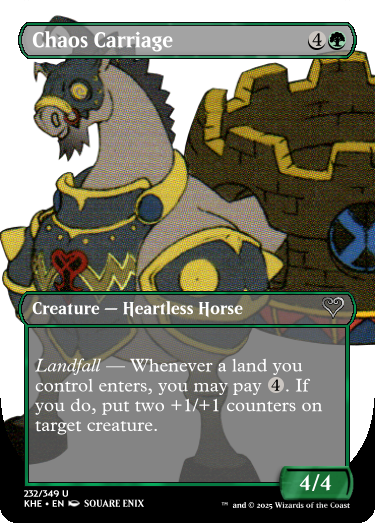 Chaos Carriage 4
Creature — Heartless Horse
Landfall — Whenever a land you
control enters, you may pay 4. If
you do, put two +1/+1 counters on
target creature.
4/4
232/349 U
KHE • EN SQUARE ENIX
™ and © 2025 Wizards of the Coast